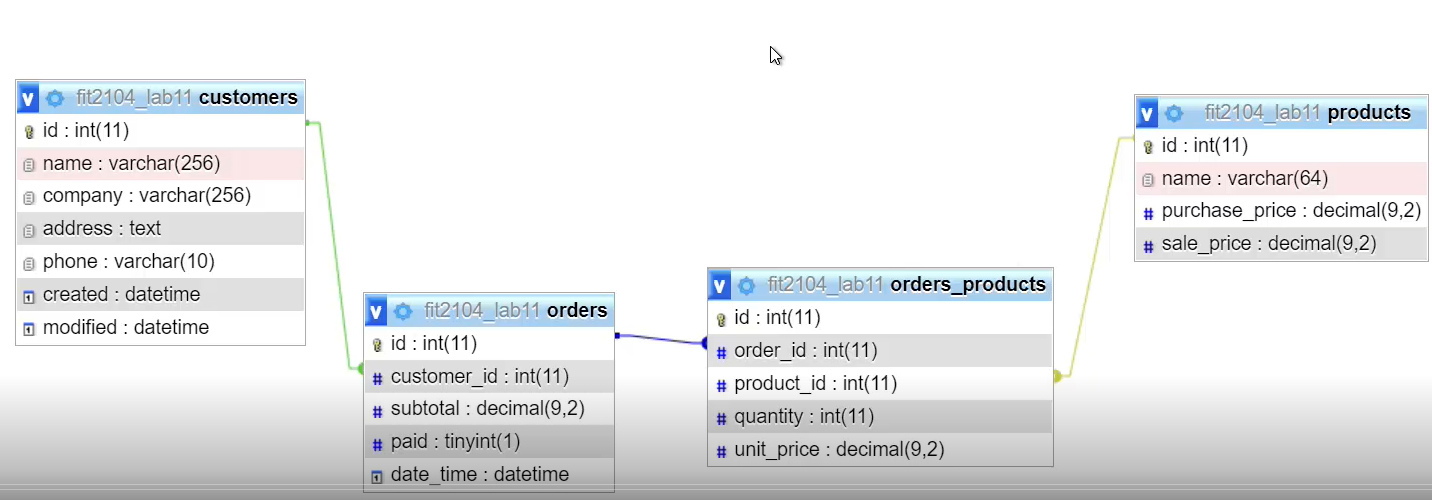 fit2104_lab11 customers
id : int(11)
name : varchar(256)
company : varchar(256)
address : text
phone : varchar(10)
created : datetime
modified : datetime
fit2104_lab11 orders
id : int(11)
customer_id : int(11)
subtotal : decimal(9,2)
paid : tinyint(1)
date_time : datetime
fit2104_lab11 orders_products
id : int(11)
order_id : int(11)
product_id : int(11)
quantity : int(11)
unit_price : decimal(9,2)
fit2104_lab11 products
id : int(11)
name : varchar(64)
purchase_price : decimal(9,2)
sale_price : decimal(9,2)